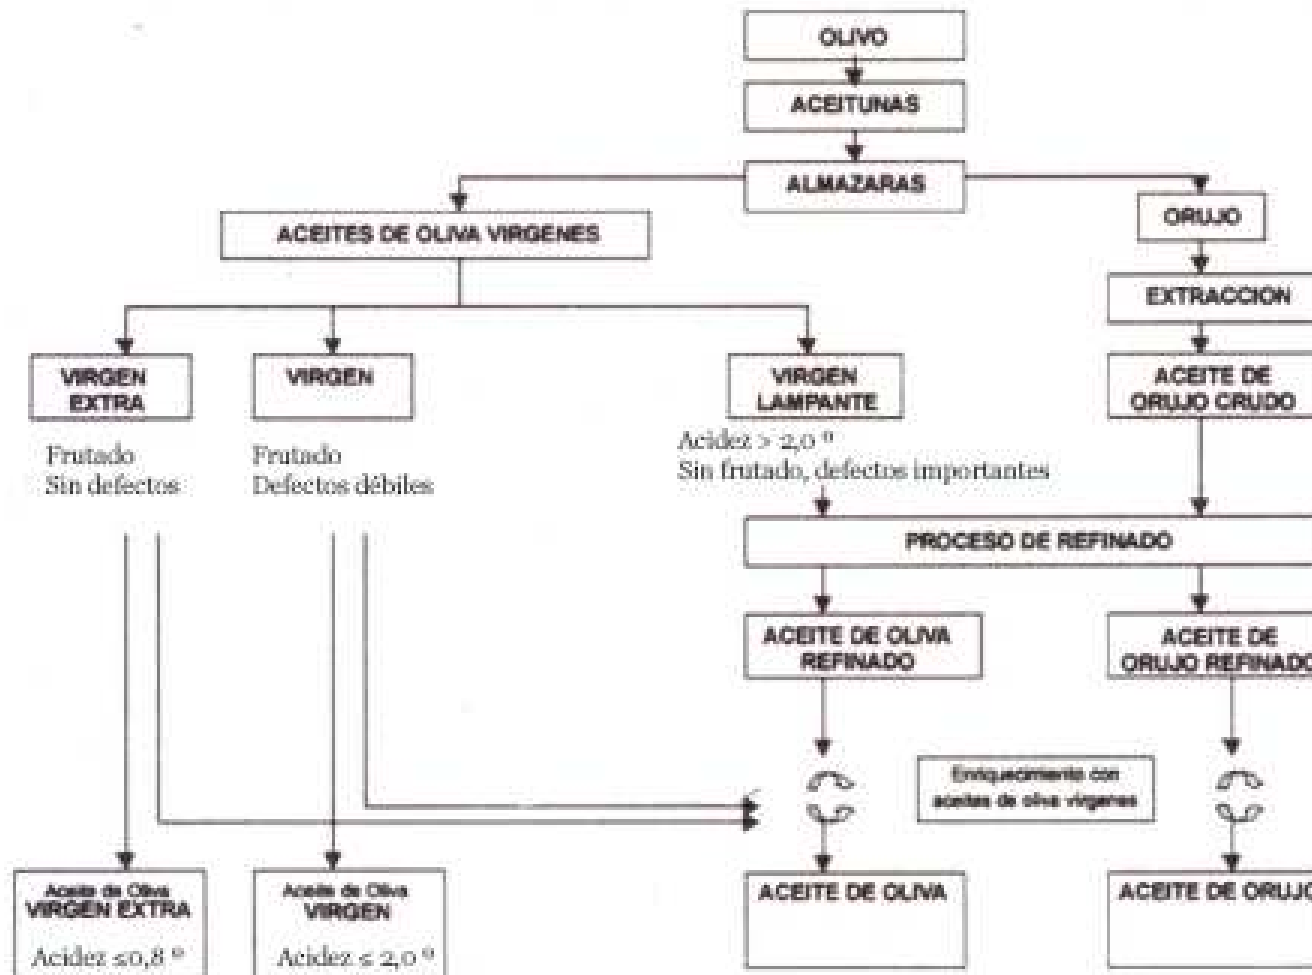 OLIVO
ACEITUNAS
ALMAZARAS
ACEITES DE OLIVA VIRGENES
ORUJO
EXTRACCION
VIRGEN
EXTRA
VIRGEN
VIRGEN
LAMPANTE
ACEITE DE
ORUJO CRUDO
Frutado
Sin defectos
Frutado
Defectos débiles
Acidez > 2,0 º
Sin frutado, defectos importantes
PROCESO DE REFINADO
ACEITE DE OLIVA
REFINADO
ACEITE DE
ORUJO REFINADO
Enriquecimiento con
aceites de oliva vírgenes
Aceite de Oliva
VIRGEN EXTRA
Acidez ≤0,8 º
Aceite de Oliva
VIRGEN
Acidez ≤ 2,0 º
ACEITE DE OLIVA
ACEITE DE ORUJO